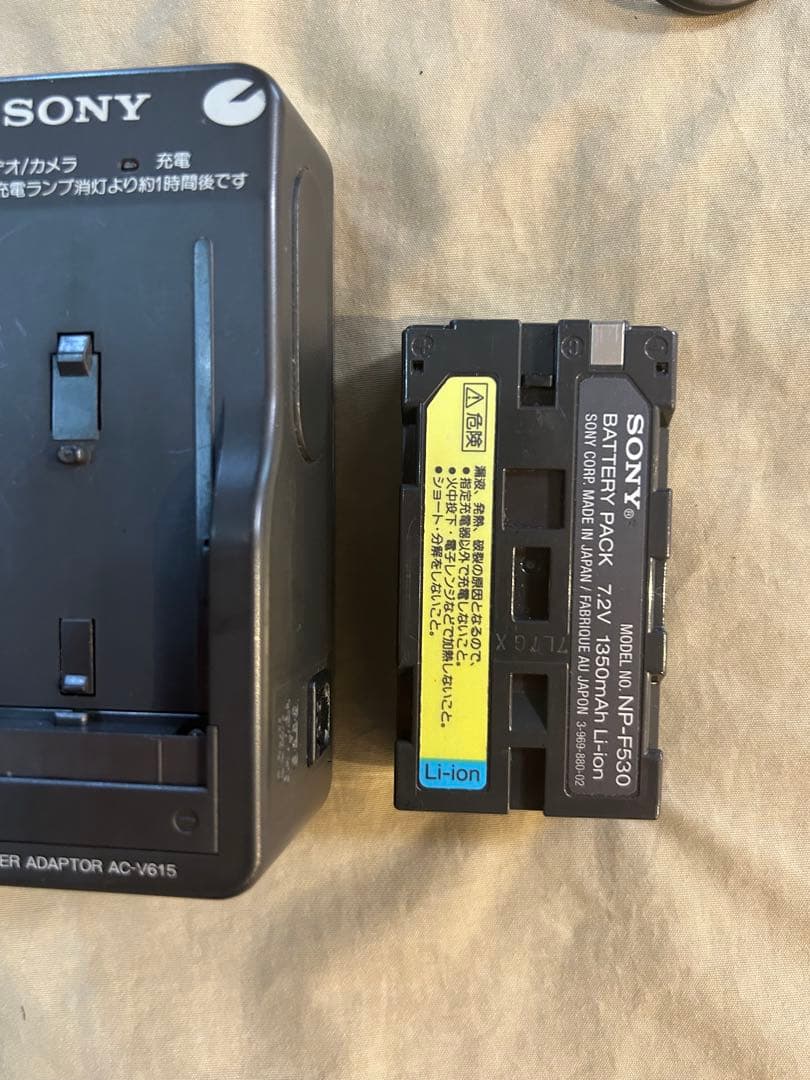 SONY
オ/カメラ 充電
充電ランプ消灯より約1時間後です
ER ADAPTOR AC-V615
⚠危険
漏液、発熱、破裂の原因となるので、
●指定充電器以外で充電しないこと。
●火中投下・電子レンジなどで加熱しないこと。
●ショート・分解をしないこと。
Li-ion
SONY®
MODEL NO. NP-F530
BATTERY PACK 7.2V 1350mAh Li-ion
SONY CORP. MADE IN JAPAN / FABRIQUE AU JAPON 3-969-880-02